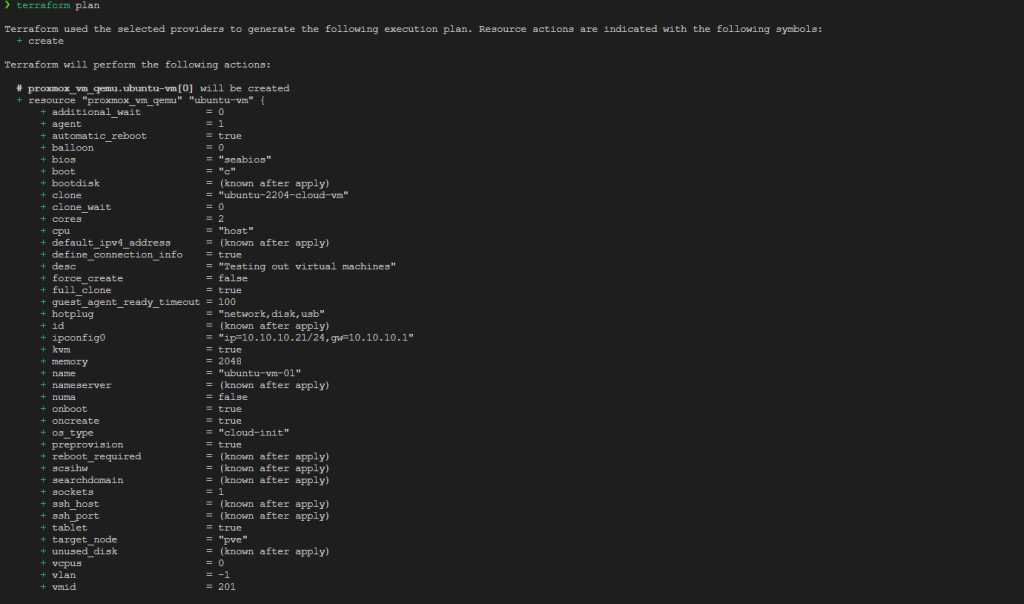 ❯ terraform plan
Terraform used the selected providers to generate the following execution plan. Resource actions are indicated with the following symbols:
+ create
Terraform will perform the following actions:
# proxmox_vm_qemu.ubuntu-vm[0] will be created
+ resource "proxmox_vm_qemu" "ubuntu-vm" {
+ additional_wait = 0
+ agent = 1
+ automatic_reboot = true
+ balloon = 0
+ bios = "seabios"
+ boot = "c"
+ bootdisk = (known after apply)
+ clone = "ubuntu-2204-cloud-vm"
+ clone_wait = 0
+ cores = 2
+ cpu = "host"
+ default_ipv4_address = (known after apply)
+ define_connection_info = true
+ desc = "Testing out virtual machines"
+ force_create = false
+ full_clone = true
+ guest_agent_ready_timeout = 100
+ hotplug = "network,disk,usb"
+ id = (known after apply)
+ ipconfig0 = "ip=10.10.10.21/24,gw=10.10.10.1"
+ kvm = true
+ memory = 2048
+ name = "ubuntu-vm-01"
+ nameserver = (known after apply)
+ numa = false
+ onboot = true
+ oncreate = true
+ os_type = "cloud-init"
+ preprovision = true
+ reboot_required = (known after apply)
+ scsihw = (known after apply)
+ searchdomain = (known after apply)
+ sockets = 1
+ ssh_host = (known after apply)
+ ssh_port = (known after apply)
+ tablet = true
+ target_node = "pve"
+ unused_disk = (known after apply)
+ vcpus = 0
+ vlan = -1
+ vmid = 201